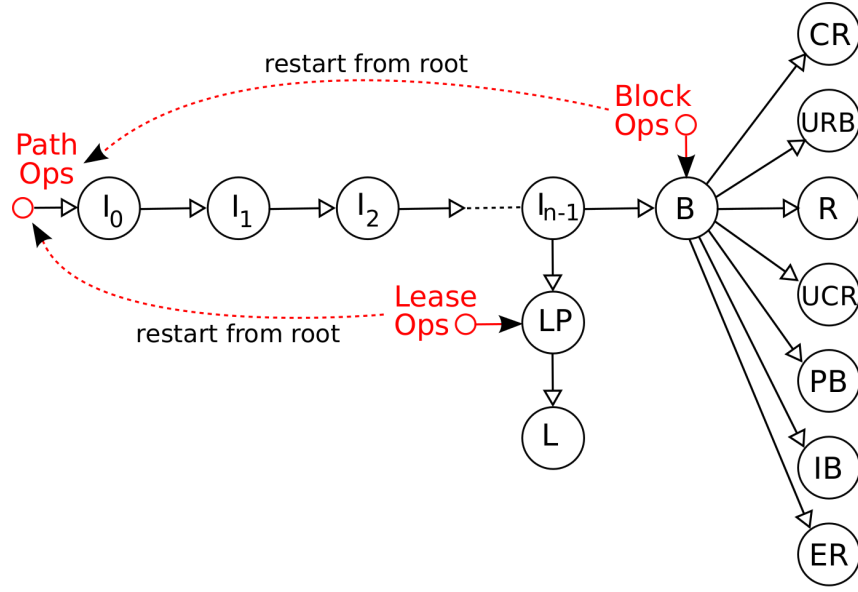 CR
restart from root
Block
Ops
URB
Path
Ops
I0
I1
I2
In-1
B
R
UCR
Lease
Ops
LP
restart from root
PB
L
IB
ER